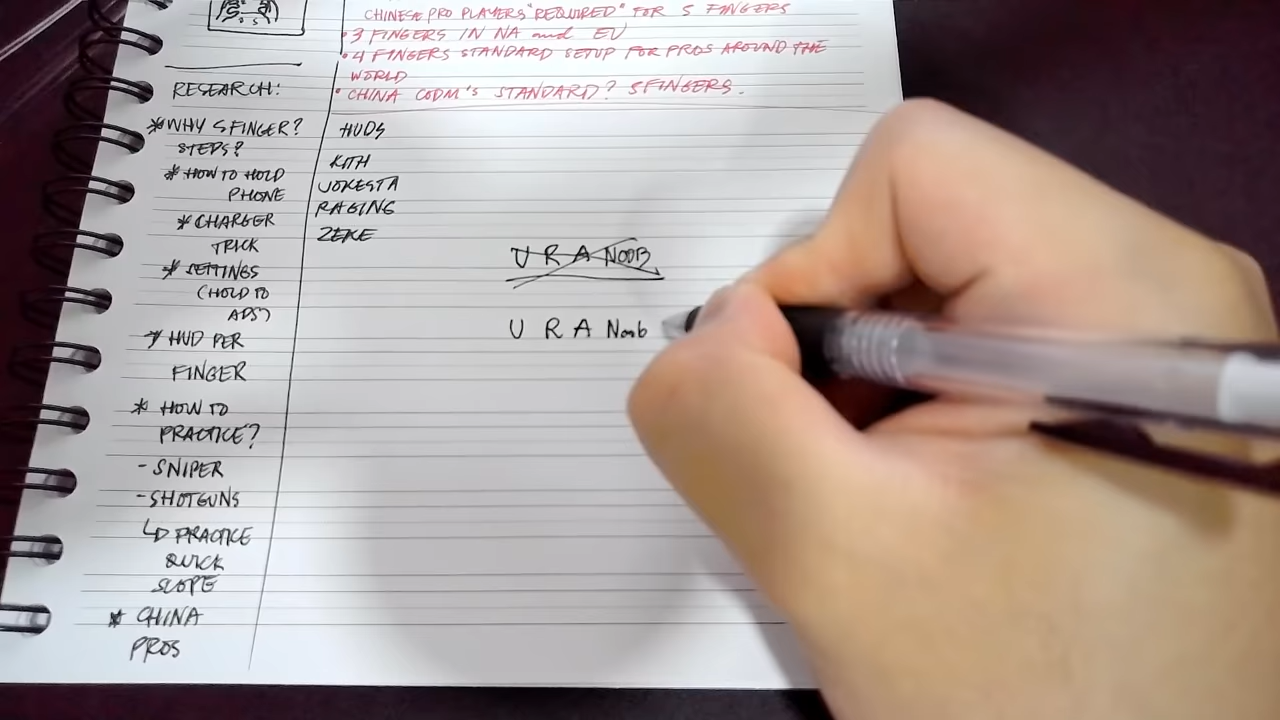 CHINESE PRO PLAYERS "REQUIRED" FOR 5 FINGERS
• 3 FINGERS IN NA and EU
• 4 FINGERS STANDARD SETUP FOR PROS AROUND THE
WORLD
• CHINA CODM'S STANDARD? 5FINGERS.
RESEARCH:
* WHY 5 FINGER?
STEPS?
* HOW TO HOLD
PHONE
* CHARGER
TRICK
* SETTINGS
(HOLD TO
ADS)
* HUD PER
FINGER
* HOW TO
PRACTICE?
- SNIPER
- SHOTGUNS
↳ PRACTICE
QUICK
SCOPE
* CHINA
PROS
HUDS
KITH
VOKESTA
RAGING
ZEKE
U R A NOOB
U R A Noob